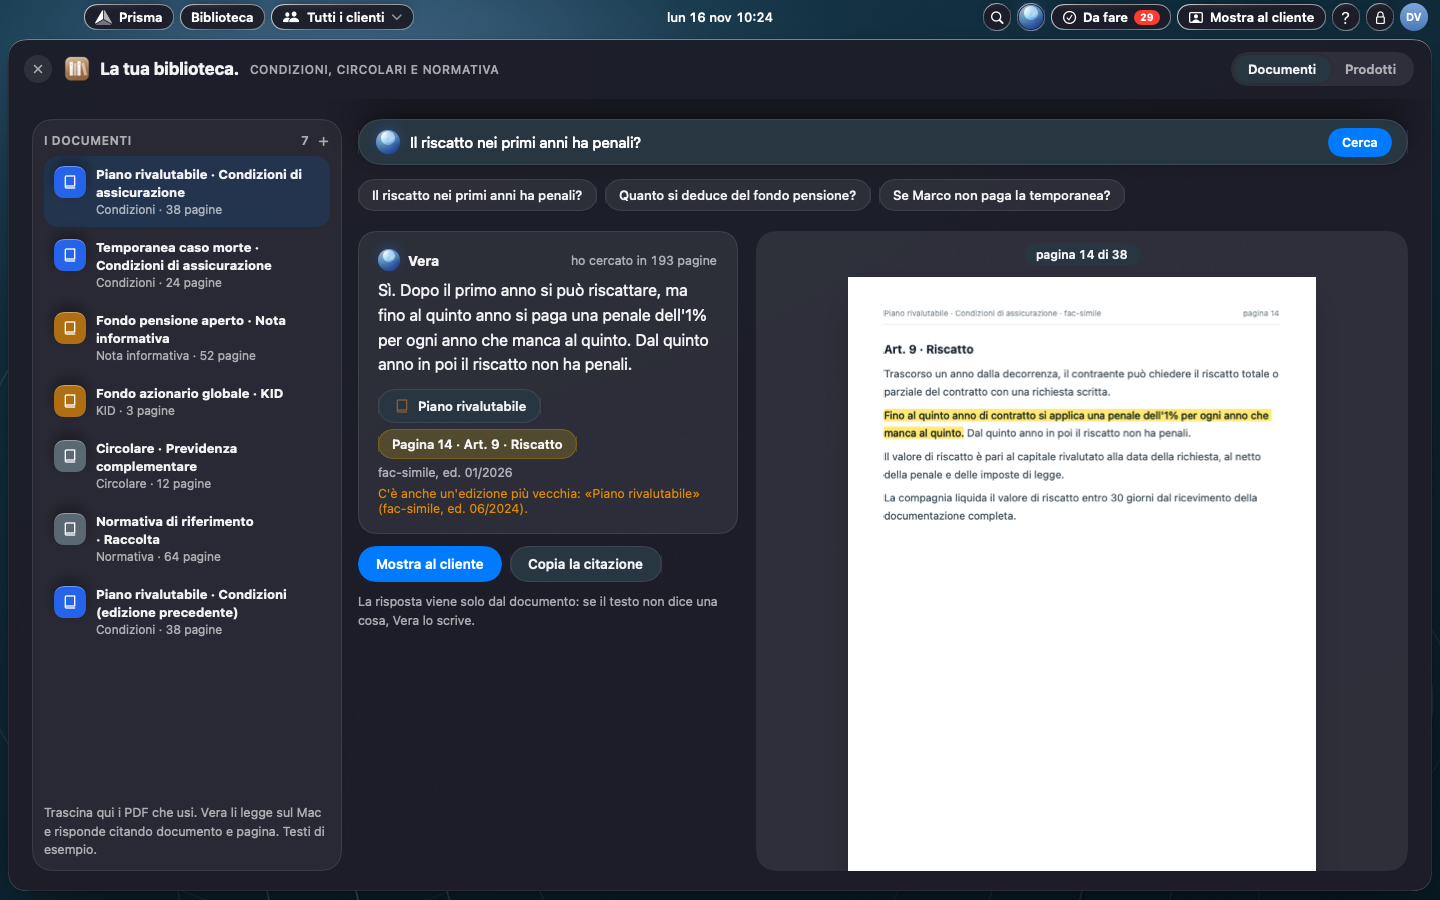 Prisma
Biblioteca
Tutti i clienti
lun 16 nov 10:24
Da fare 29
Mostra al cliente
?
DV
La tua biblioteca. CONDIZIONI, CIRCOLARI E NORMATIVA
Documenti
Prodotti
I DOCUMENTI 7 +
Piano rivalutabile · Condizioni di
assicurazione
Condizioni · 38 pagine
Temporanea caso morte ·
Condizioni di assicurazione
Condizioni · 24 pagine
Fondo pensione aperto · Nota
informativa
Nota informativa · 52 pagine
Fondo azionario globale · KID
KID · 3 pagine
Circolare · Previdenza
complementare
Circolare · 12 pagine
Normativa di riferimento
· Raccolta
Normativa · 64 pagine
Piano rivalutabile · Condizioni
(edizione precedente)
Condizioni · 38 pagine
Trascina qui i PDF che usi. Vera li legge sul Mac
e risponde citando documento e pagina. Testi di
esempio.
Il riscatto nei primi anni ha penali?
Cerca
Il riscatto nei primi anni ha penali?
Quanto si deduce del fondo pensione?
Se Marco non paga la temporanea?
Vera
ho cercato in 193 pagine
Sì. Dopo il primo anno si può riscattare, ma
fino al quinto anno si paga una penale dell'1%
per ogni anno che manca al quinto. Dal quinto
anno in poi il riscatto non ha penali.
Piano rivalutabile
Pagina 14 · Art. 9 · Riscatto
fac-simile, ed. 01/2026
C'è anche un'edizione più vecchia: «Piano rivalutabile»
(fac-simile, ed. 06/2024).
Mostra al cliente
Copia la citazione
La risposta viene solo dal documento: se il testo non dice una
cosa, Vera lo scrive.
pagina 14 di 38
Piano rivalutabile · Condizioni di assicurazione · fac-simile
pagina 14
Art. 9 · Riscatto
Trascorso un anno dalla decorrenza, il contraente può chiedere il riscatto totale o
parziale del contratto con una richiesta scritta.
Fino al quinto anno di contratto si applica una penale dell'1% per ogni anno che
manca al quinto. Dal quinto anno in poi il riscatto non ha penali.
Il valore di riscatto è pari al capitale rivalutato alla data della richiesta, al netto
della penale e delle imposte di legge.
La compagnia liquida il valore di riscatto entro 30 giorni dal ricevimento della
documentazione completa.